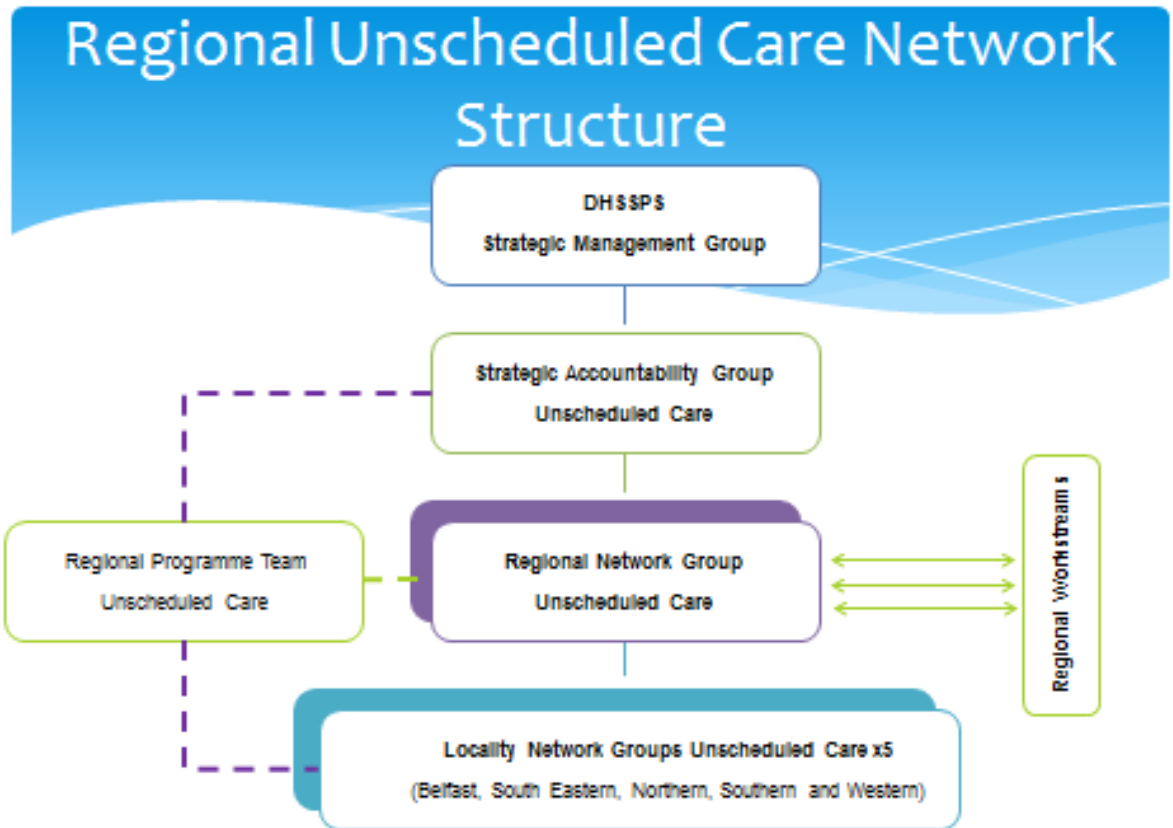 Regional Unscheduled Care Network
Structure
DHSSPS
Strategic Management Group
Strategic Accountability Group
Unscheduled Care
Regional Programme Team
Unscheduled Care
Regional Network Group
Unscheduled Care
Regional Workstreams
Locality Network Groups Unscheduled Care x5
(Belfast, South Eastern, Northern, Southern and Western)